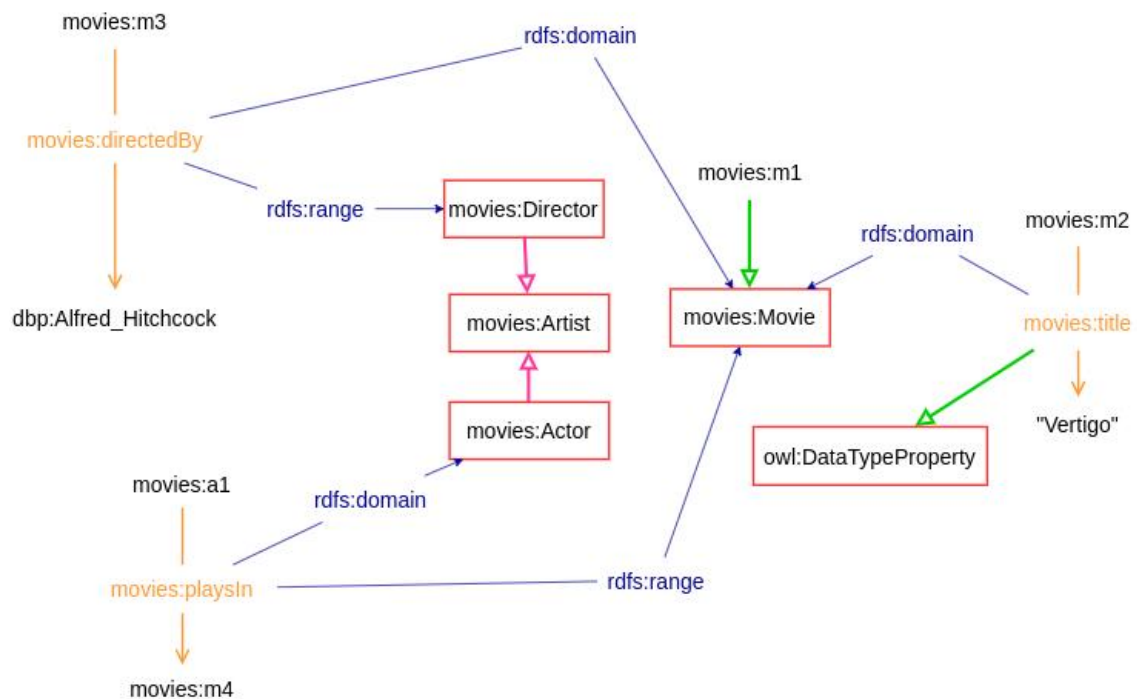 movies:m3
rdfs:domain
movies:directedBy
movies:m1
rdfs:range
movies:Director
movies:m2
rdfs:domain
dbp:Alfred_Hitchcock
movies:Artist
movies:Movie
movies:title
movies:Actor
"Vertigo"
owl:DataTypeProperty
movies:a1
rdfs:domain
movies:playsIn
rdfs:range
movies:m4